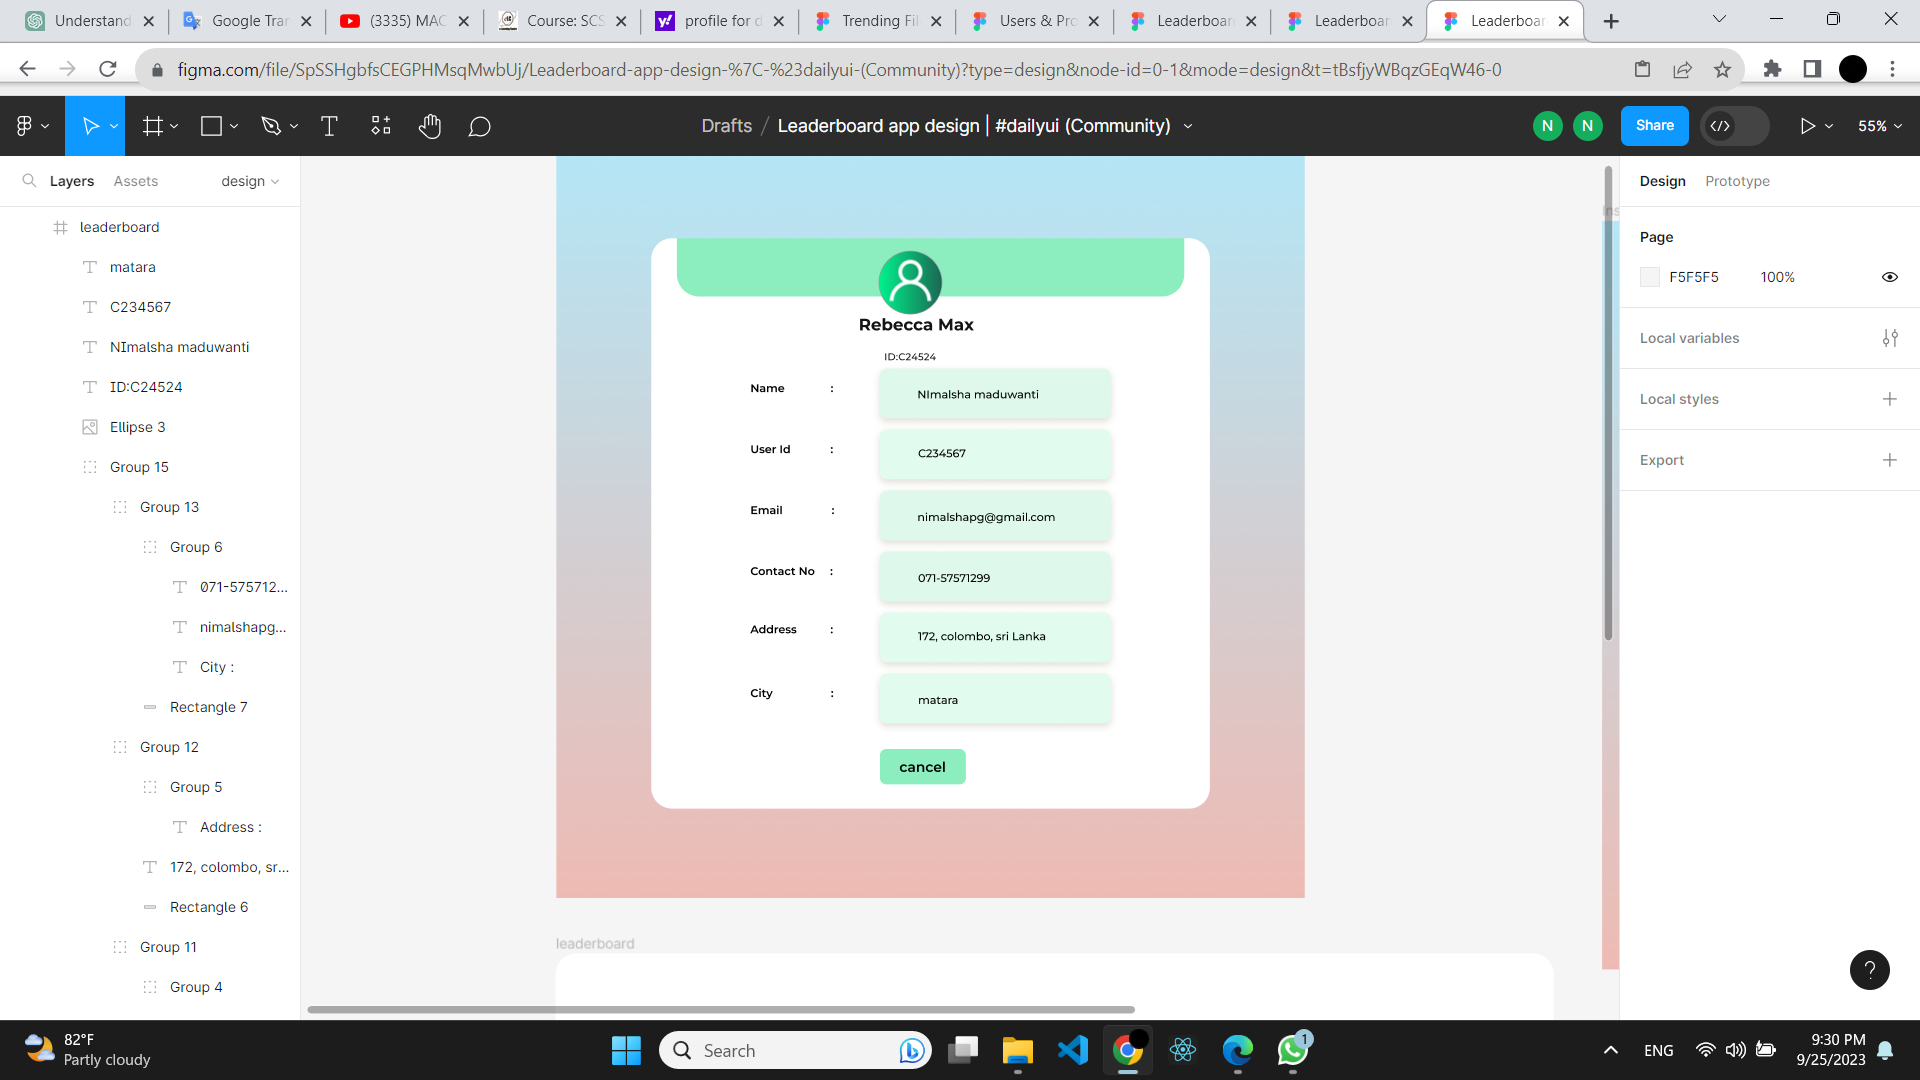 Understand
Google Tran
(3335) MAC
Course: SCS
profile for d
Trending Fil
Users & Pro
Leaderboar
Leaderboar
Leaderboar
figma.com/file/SpSSHgbfsCEGPHMsqMwbUj/Leaderboard-app-design-%7C-%23dailyui-(Community)?type=design&node-id=0-1&mode=design&t=tBsfjyWBqzGEqW46-0
Drafts / Leaderboard app design | #dailyui (Community)
N
N
Share
55%
Layers
Assets
design
leaderboard
matara
C234567
NImalsha maduwanti
ID:C24524
Ellipse 3
Group 15
Group 13
Group 6
071-575712...
nimalshapg...
City :
Rectangle 7
Group 12
Group 5
Address :
172, colombo, sr...
Rectangle 6
Group 11
Group 4
Rebecca Max
ID:C24524
Name :
NImalsha maduwanti
User Id :
C234567
Email :
nimalshapg@gmail.com
Contact No :
071-57571299
Address :
172, colombo, sri Lanka
City :
matara
cancel
leaderboard
Ins
Design
Prototype
Page
F5F5F5 100%
Local variables
Local styles
Export
?
82°F
Partly cloudy
Search
1
ENG
9:30 PM
9/25/2023